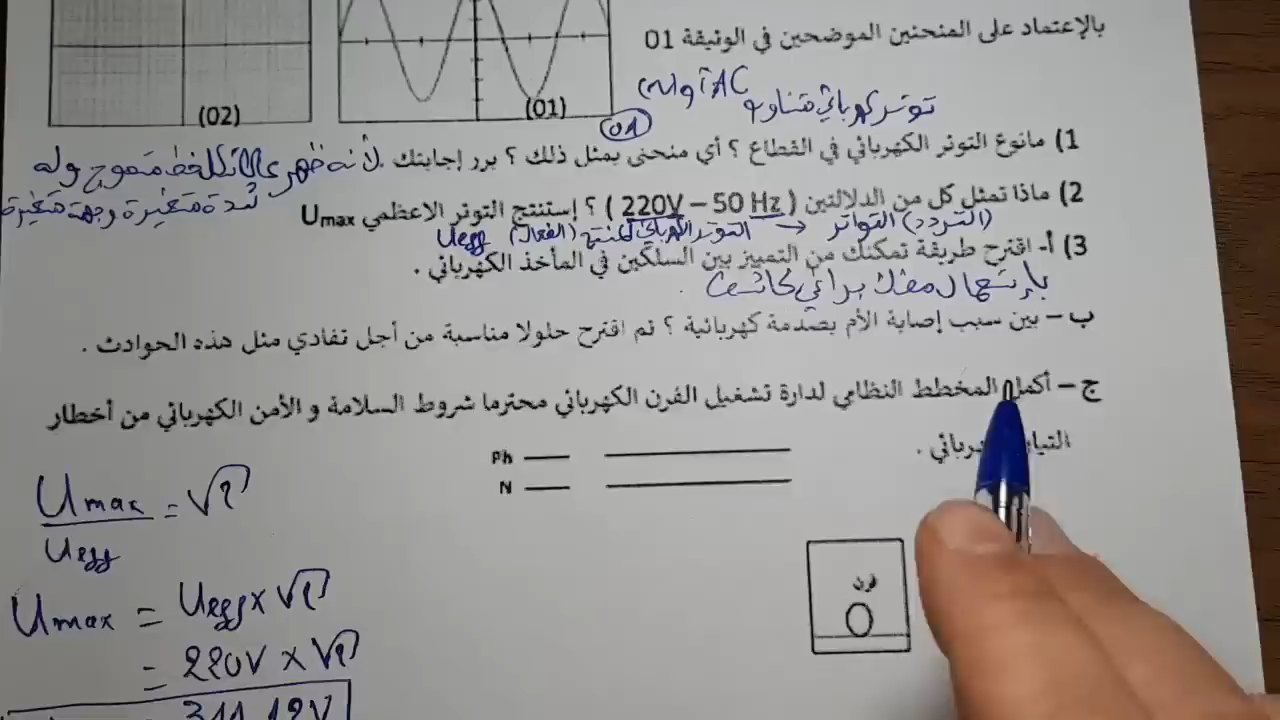 بالإعتماد على المنحنين الموضحين في الوثيقة 01
(02)
(01)
توتر كهربائي متناوب AC أو (~)
01
1) مانوع التوتر الكهربائي في القطاع ؟ أي منحنى يمثل ذلك ؟ برر إجابتك .
لأنه ظهر على شكل خط متموج وله
شدة متغيرة وجهة متغيرة
2) ماذا تمثل كل من الدلالتين ( 220V – 50 Hz ) ؟ إستنتج التوتر الاعظمي Umax
(التردد) التواتر → التوتر الكهربائي المنتج (الفعال) Ueff
3) أ- اقترح طريقة تمكنك من التمييز بين السلكين في المأخذ الكهربائي .
بإستعمال مفك براغي كاشف .
ب – بين سبب إصابة الأم بصدمة كهربائية ؟ ثم اقترح حلولا مناسبة من أجل تفادي مثل هذه الحوادث .
ج – أكمل المخطط النظامي لدارة تشغيل الفرن الكهربائي محترما شروط السلامة و الأمن الكهربائي من أخطار
التيار الكهربائي .
Ph
N
فرن
Umax / Ueff = √2
Umax = Ueff × √2
= 220V × √2
= 311,12V